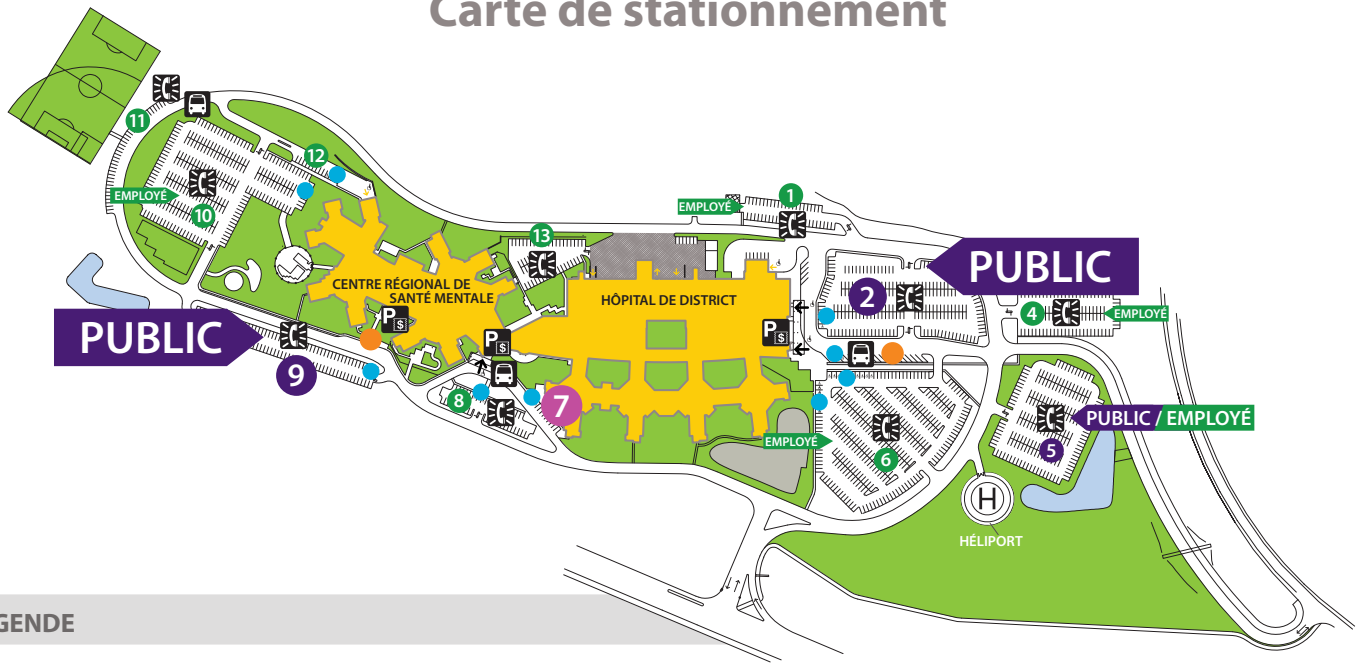 Carte de stationnement
11
12
EMPLOYÉ
10
EMPLOYÉ
1
13
CENTRE RÉGIONAL DE
SANTÉ MENTALE
HÔPITAL DE DISTRICT
2
PUBLIC
4
EMPLOYÉ
P$
P$
P$
PUBLIC
9
8
7
EMPLOYÉ
6
PUBLIC / EMPLOYÉ
5
H
HÉLIPORT
GENDE